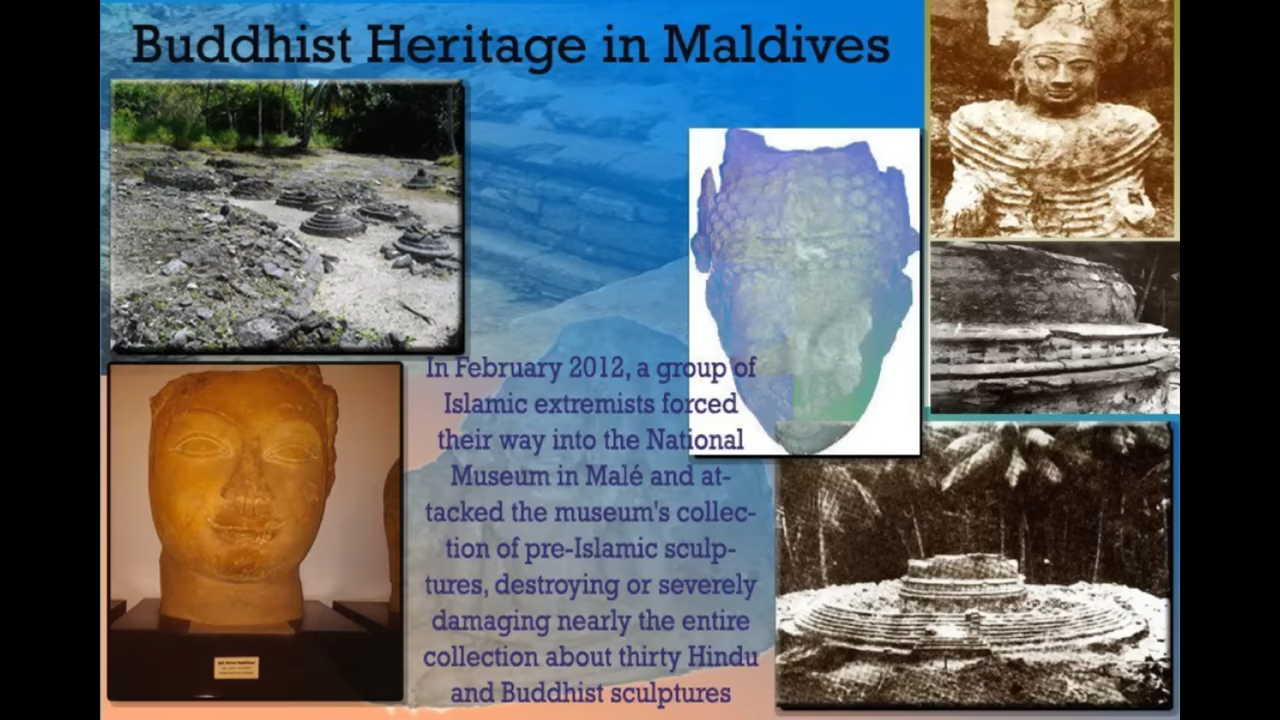 Buddhist Heritage in Maldives
In February 2012, a group of
Islamic extremists forced
their way into the National
Museum in Malé and at-
tacked the museum's collec-
tion of pre-Islamic sculp-
tures, destroying or severely
damaging nearly the entire
collection about thirty Hindu
and Buddhist sculptures